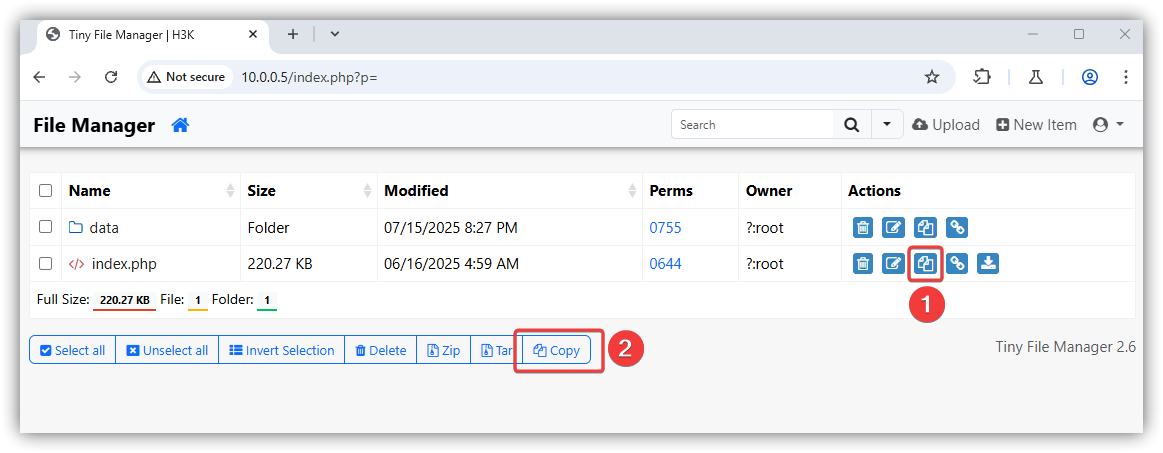 Tiny File Manager | H3K
Not secure 10.0.0.5/index.php?p=
File Manager Search Upload New Item
Name Size Modified Perms Owner Actions
data Folder 07/15/2025 8:27 PM 0755 ?:root
</> index.php 220.27 KB 06/16/2025 4:59 AM 0644 ?:root
Full Size: 220.27 KB File: 1 Folder: 1
1
Select all Unselect all Invert Selection Delete Zip Tar Copy 2 Tiny File Manager 2.6